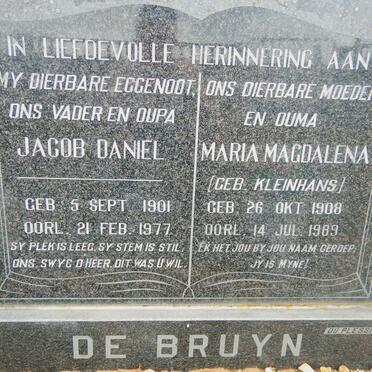 IN LIEFDEVOLLE HERINNERING AAN
MY DIERBARE EGGENOOT,
ONS VADER EN OUPA
JACOB DANIEL
GEB. 5 SEPT. 1901
OORL. 21 FEB. 1977.
SY PLEK IS LEEG, SY STEM IS STIL,
ONS SWYG O HEER, DIT WAS U WIL.
ONS DIERBARE MOEDER
EN OUMA
MARIA MAGDALENA
(GEB. KLEINHANS)
GEB. 26 OKT. 1908
OORL. 14 JUL. 1989.
EK HET JOU BY JOU NAAM GEROEP;
JY IS MYNE!
DE BRUYN